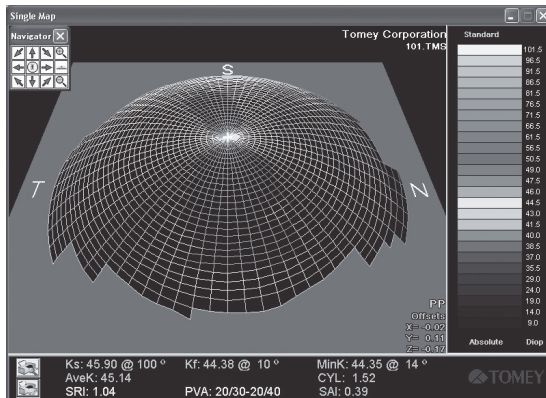 Single Map
Navigator
Tomey Corporation
101.TMS
Standard
S
T
N
101.5
96.5
91.5
86.5
81.5
76.5
71.5
66.5
61.5
56.5
50.5
49.0
47.5
46.0
44.5
43.0
41.5
40.0
38.5
37.0
35.5
29.0
24.0
19.0
14.0
9.0
PP
Offsets
X= -0.02
Y= 0.11
Z= -0.17
Absolute Diop
Ks: 45.90 @ 100 º Kf: 44.38 @ 10 º MinK: 44.35 @ 14 º
AveK: 45.14 CYL: 1.52
SRI: 1.04 PVA: 20/30-20/40 SAI: 0.39
TOMEY